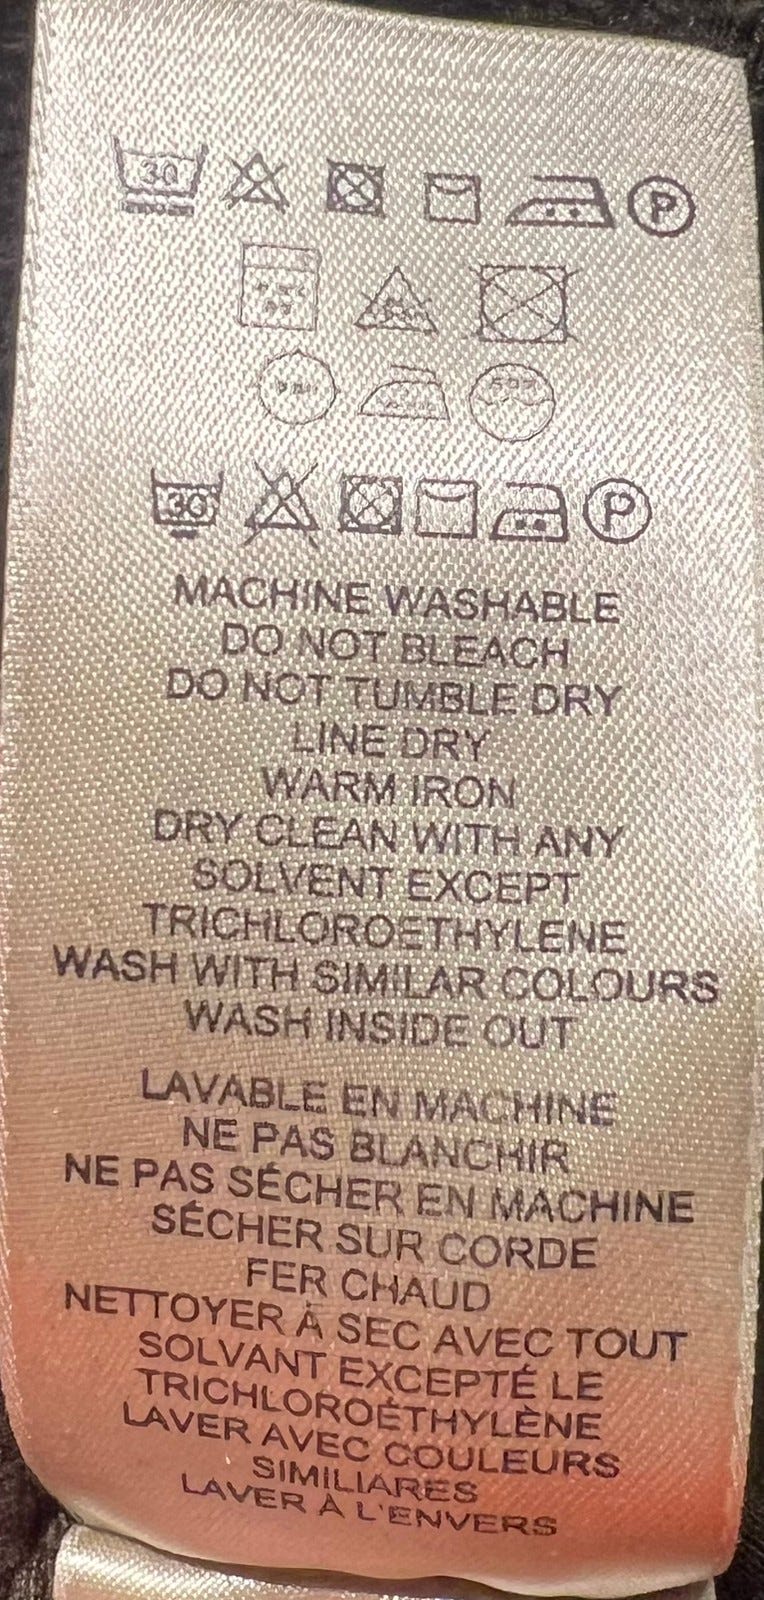 30 P
30 P
MACHINE WASHABLE
DO NOT BLEACH
DO NOT TUMBLE DRY
LINE DRY
WARM IRON
DRY CLEAN WITH ANY
SOLVENT EXCEPT
TRICHLOROETHYLENE
WASH WITH SIMILAR COLOURS
WASH INSIDE OUT
LAVABLE EN MACHINE
NE PAS BLANCHIR
NE PAS SÉCHER EN MACHINE
SÉCHER SUR CORDE
FER CHAUD
NETTOYER À SEC AVEC TOUT
SOLVANT EXCEPTÉ LE
TRICHLOROÉTHYLÈNE
LAVER AVEC COULEURS
SIMILIARES
LAVER À L'ENVERS